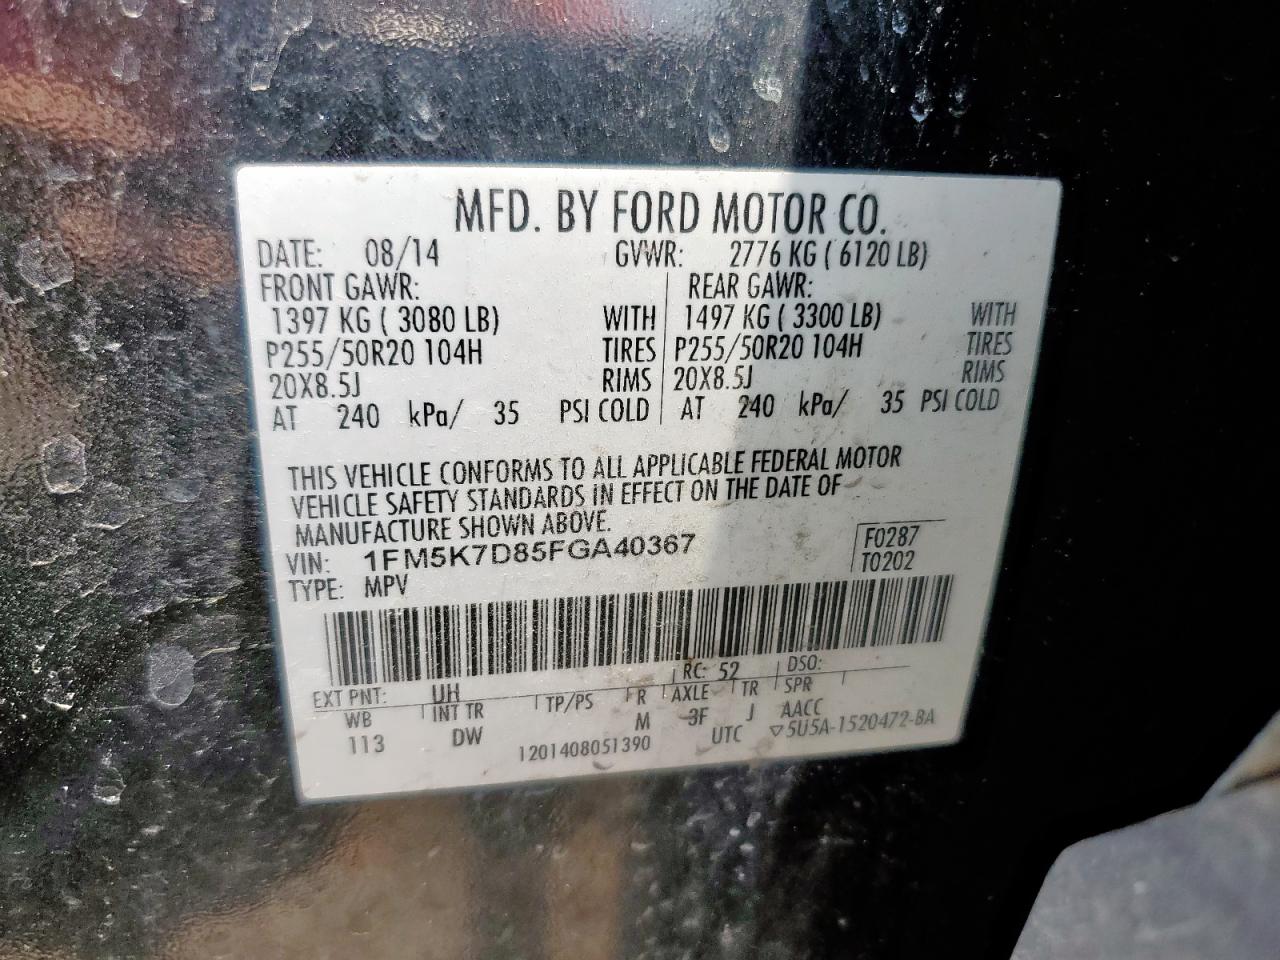 MFD. BY FORD MOTOR CO.
DATE: 08/14 GVWR: 2776 KG ( 6120 LB)
FRONT GAWR: REAR GAWR:
1397 KG ( 3080 LB) WITH 1497 KG ( 3300 LB) WITH
P255/50R20 104H TIRES P255/50R20 104H TIRES
20X8.5J RIMS 20X8.5J RIMS
AT 240 kPa/ 35 PSI COLD AT 240 kPa/ 35 PSI COLD
THIS VEHICLE CONFORMS TO ALL APPLICABLE FEDERAL MOTOR
VEHICLE SAFETY STANDARDS IN EFFECT ON THE DATE OF
MANUFACTURE SHOWN ABOVE.
VIN: 1FM5K7D85FGA40367 F0287
TYPE: MPV T0202
EXT PNT: UH RC: 52 DSO:
WB INT TR TP/PS R AXLE TR SPR
113 DW M 3F J AACC
1201408051390 UTC ▽5U5A-1520472-BA